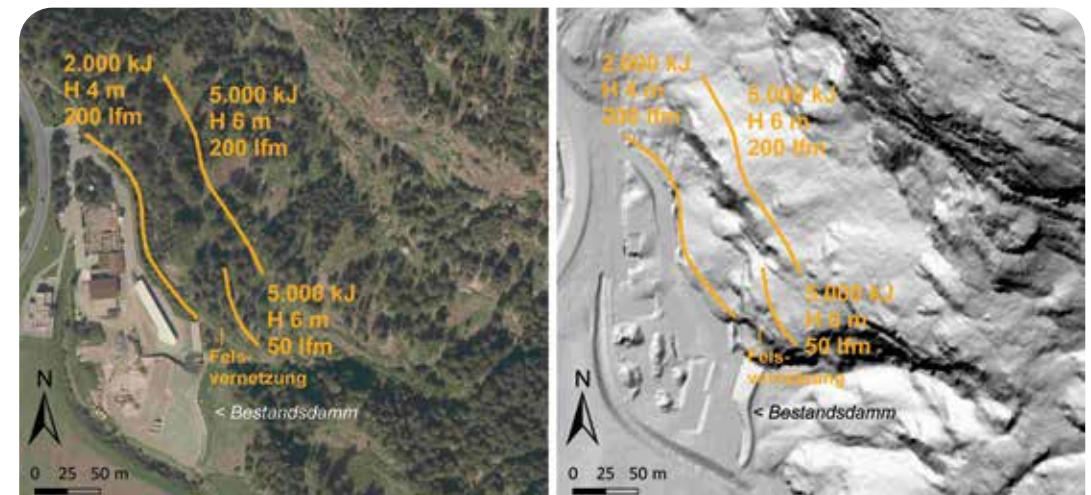 2.000 kJ
H 4 m
200 lfm
5.000 kJ
H 6 m
200 lfm
5.000 kJ
H 6 m
50 lfm
Fels-
vernetzung
< Bestandsdamm
N
0 25 50 m
2.000 kJ
H 4 m
200 lfm
5.000 kJ
H 6 m
200 lfm
5.000 kJ
H 6 m
50 lfm
Fels-
vernetzung
< Bestandsdamm
N
0 25 50 m